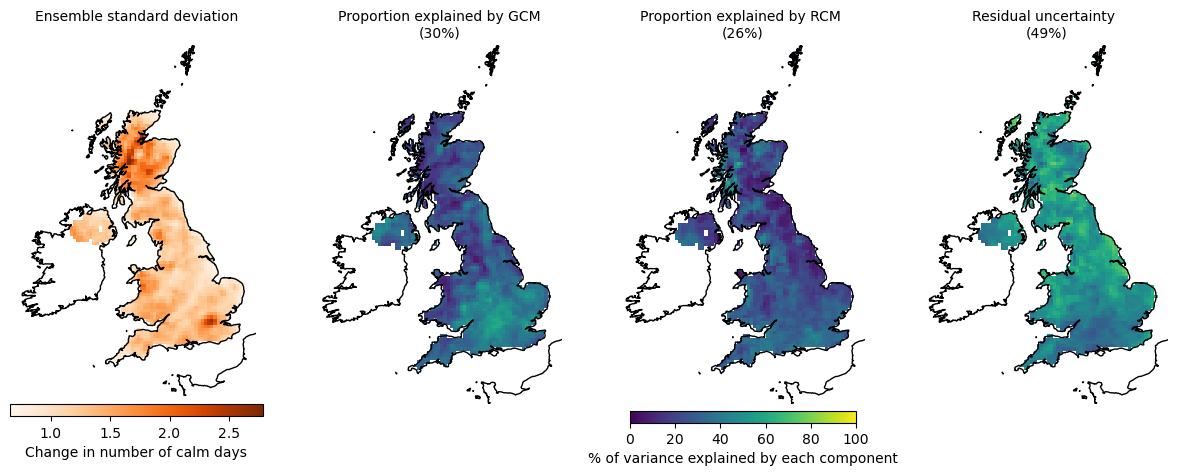 Ensemble standard deviation
Proportion explained by GCM
(30%)
Proportion explained by RCM
(26%)
Residual uncertainty
(49%)
1.0 1.5 2.0 2.5
Change in number of calm days
0 20 40 60 80 100
% of variance explained by each component